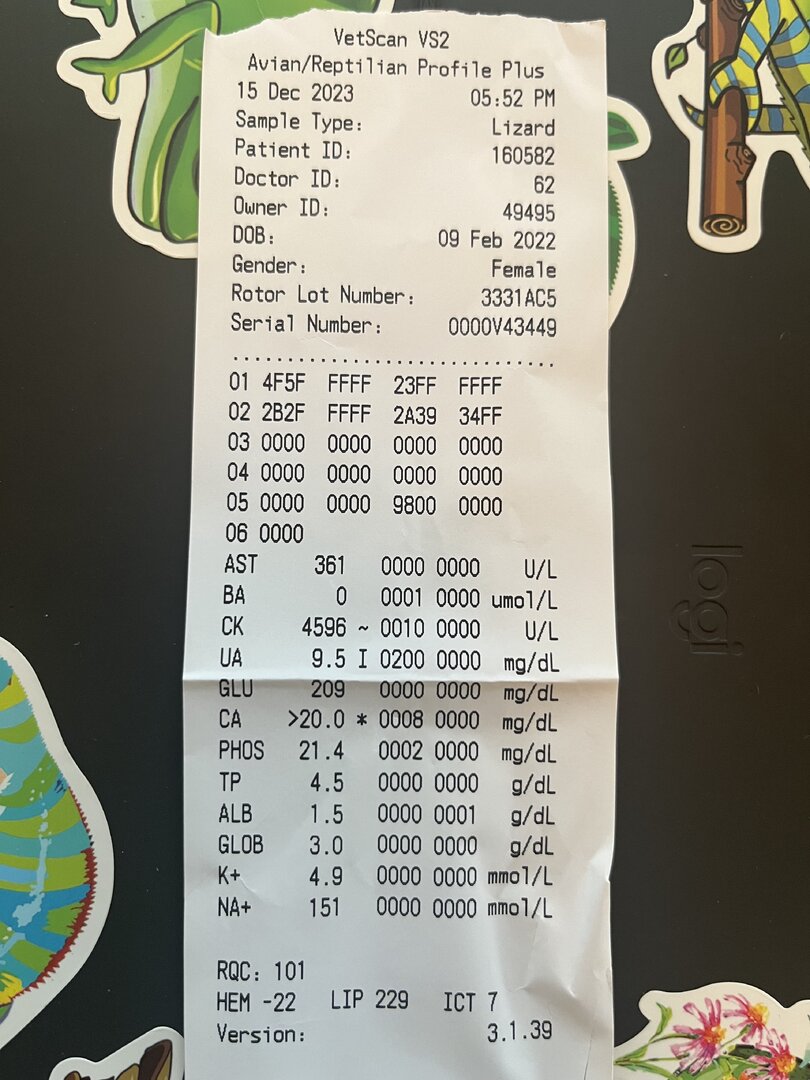 VetScan VS2
Avian/Reptilian Profile Plus
15 Dec 2023 05:52 PM
Sample Type: Lizard
Patient ID: 160582
Doctor ID: 62
Owner ID: 49495
DOB: 09 Feb 2022
Gender: Female
Rotor Lot Number: 3331AC5
Serial Number: 0000V43449
01 4F5F FFFF 23FF FFFF
02 2B2F FFFF 2A39 34FF
03 0000 0000 0000 0000
04 0000 0000 0000 0000
05 0000 0000 9800 0000
06 0000
AST 361 0000 0000 U/L
BA 0 0001 0000 umol/L
CK 4596 ~ 0010 0000 U/L
UA 9.5 I 0200 0000 mg/dL
GLU 209 0000 0000 mg/dL
CA >20.0 * 0008 0000 mg/dL
PHOS 21.4 0002 0000 mg/dL
TP 4.5 0000 0000 g/dL
ALB 1.5 0000 0001 g/dL
GLOB 3.0 0000 0000 g/dL
K+ 4.9 0000 0000 mmol/L
NA+ 151 0000 0000 mmol/L
RQC: 101
HEM -22 LIP 229 ICT 7
Version: 3.1.39
logi